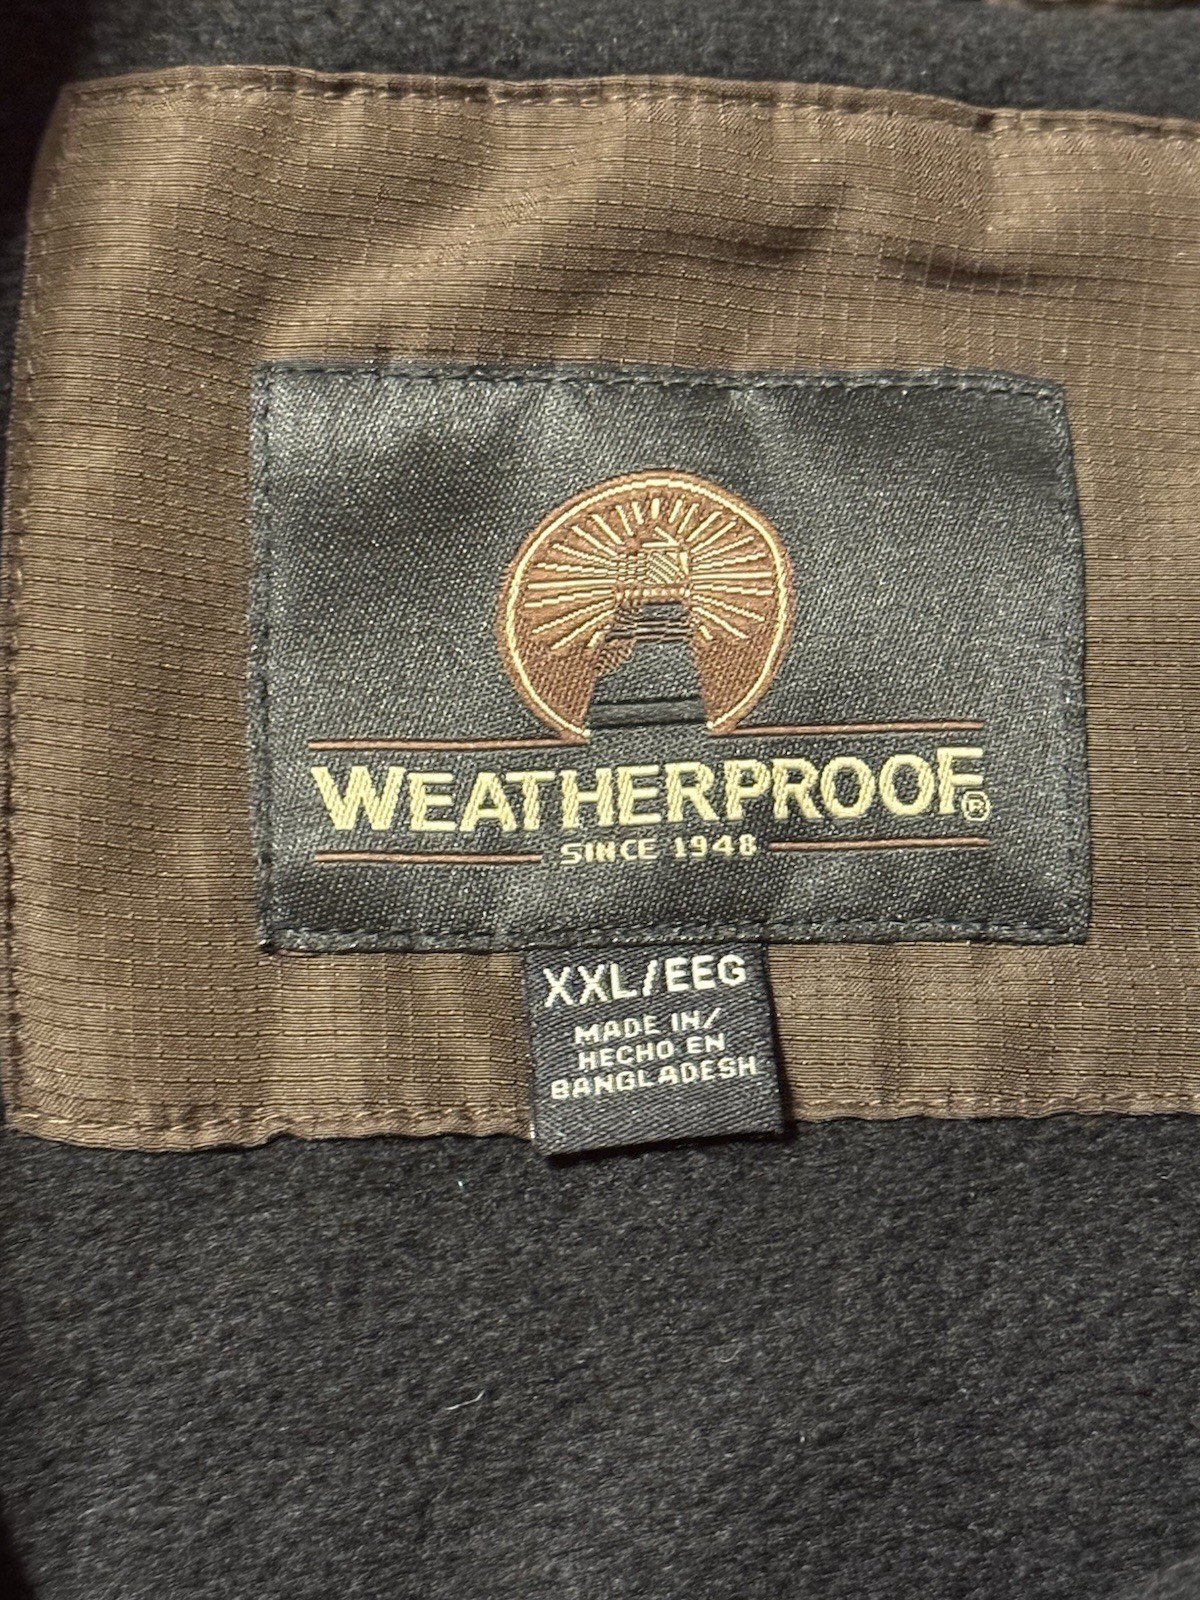 WEATHERPROOF®
SINCE 1948
XXL/EEG
MADE IN/
HECHO EN
BANGLADESH